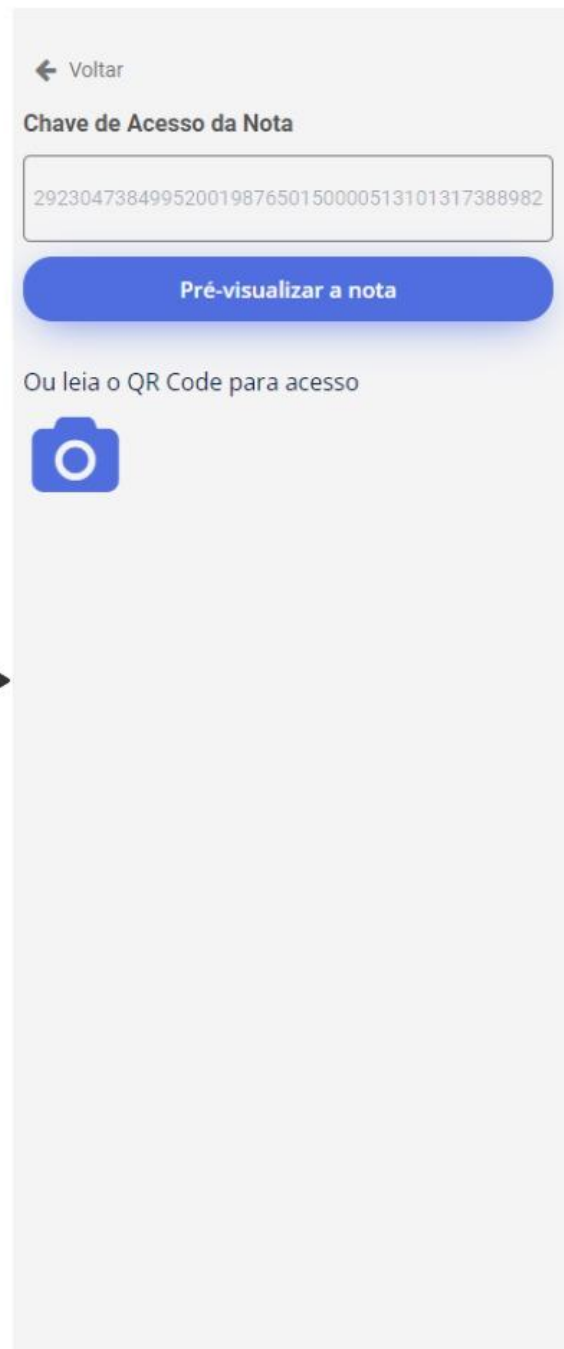 Voltar
Chave de Acesso da Nota
29230473849952001987650150000513101317388982
Pré-visualizar a nota
Ou leia o QR Code para acesso